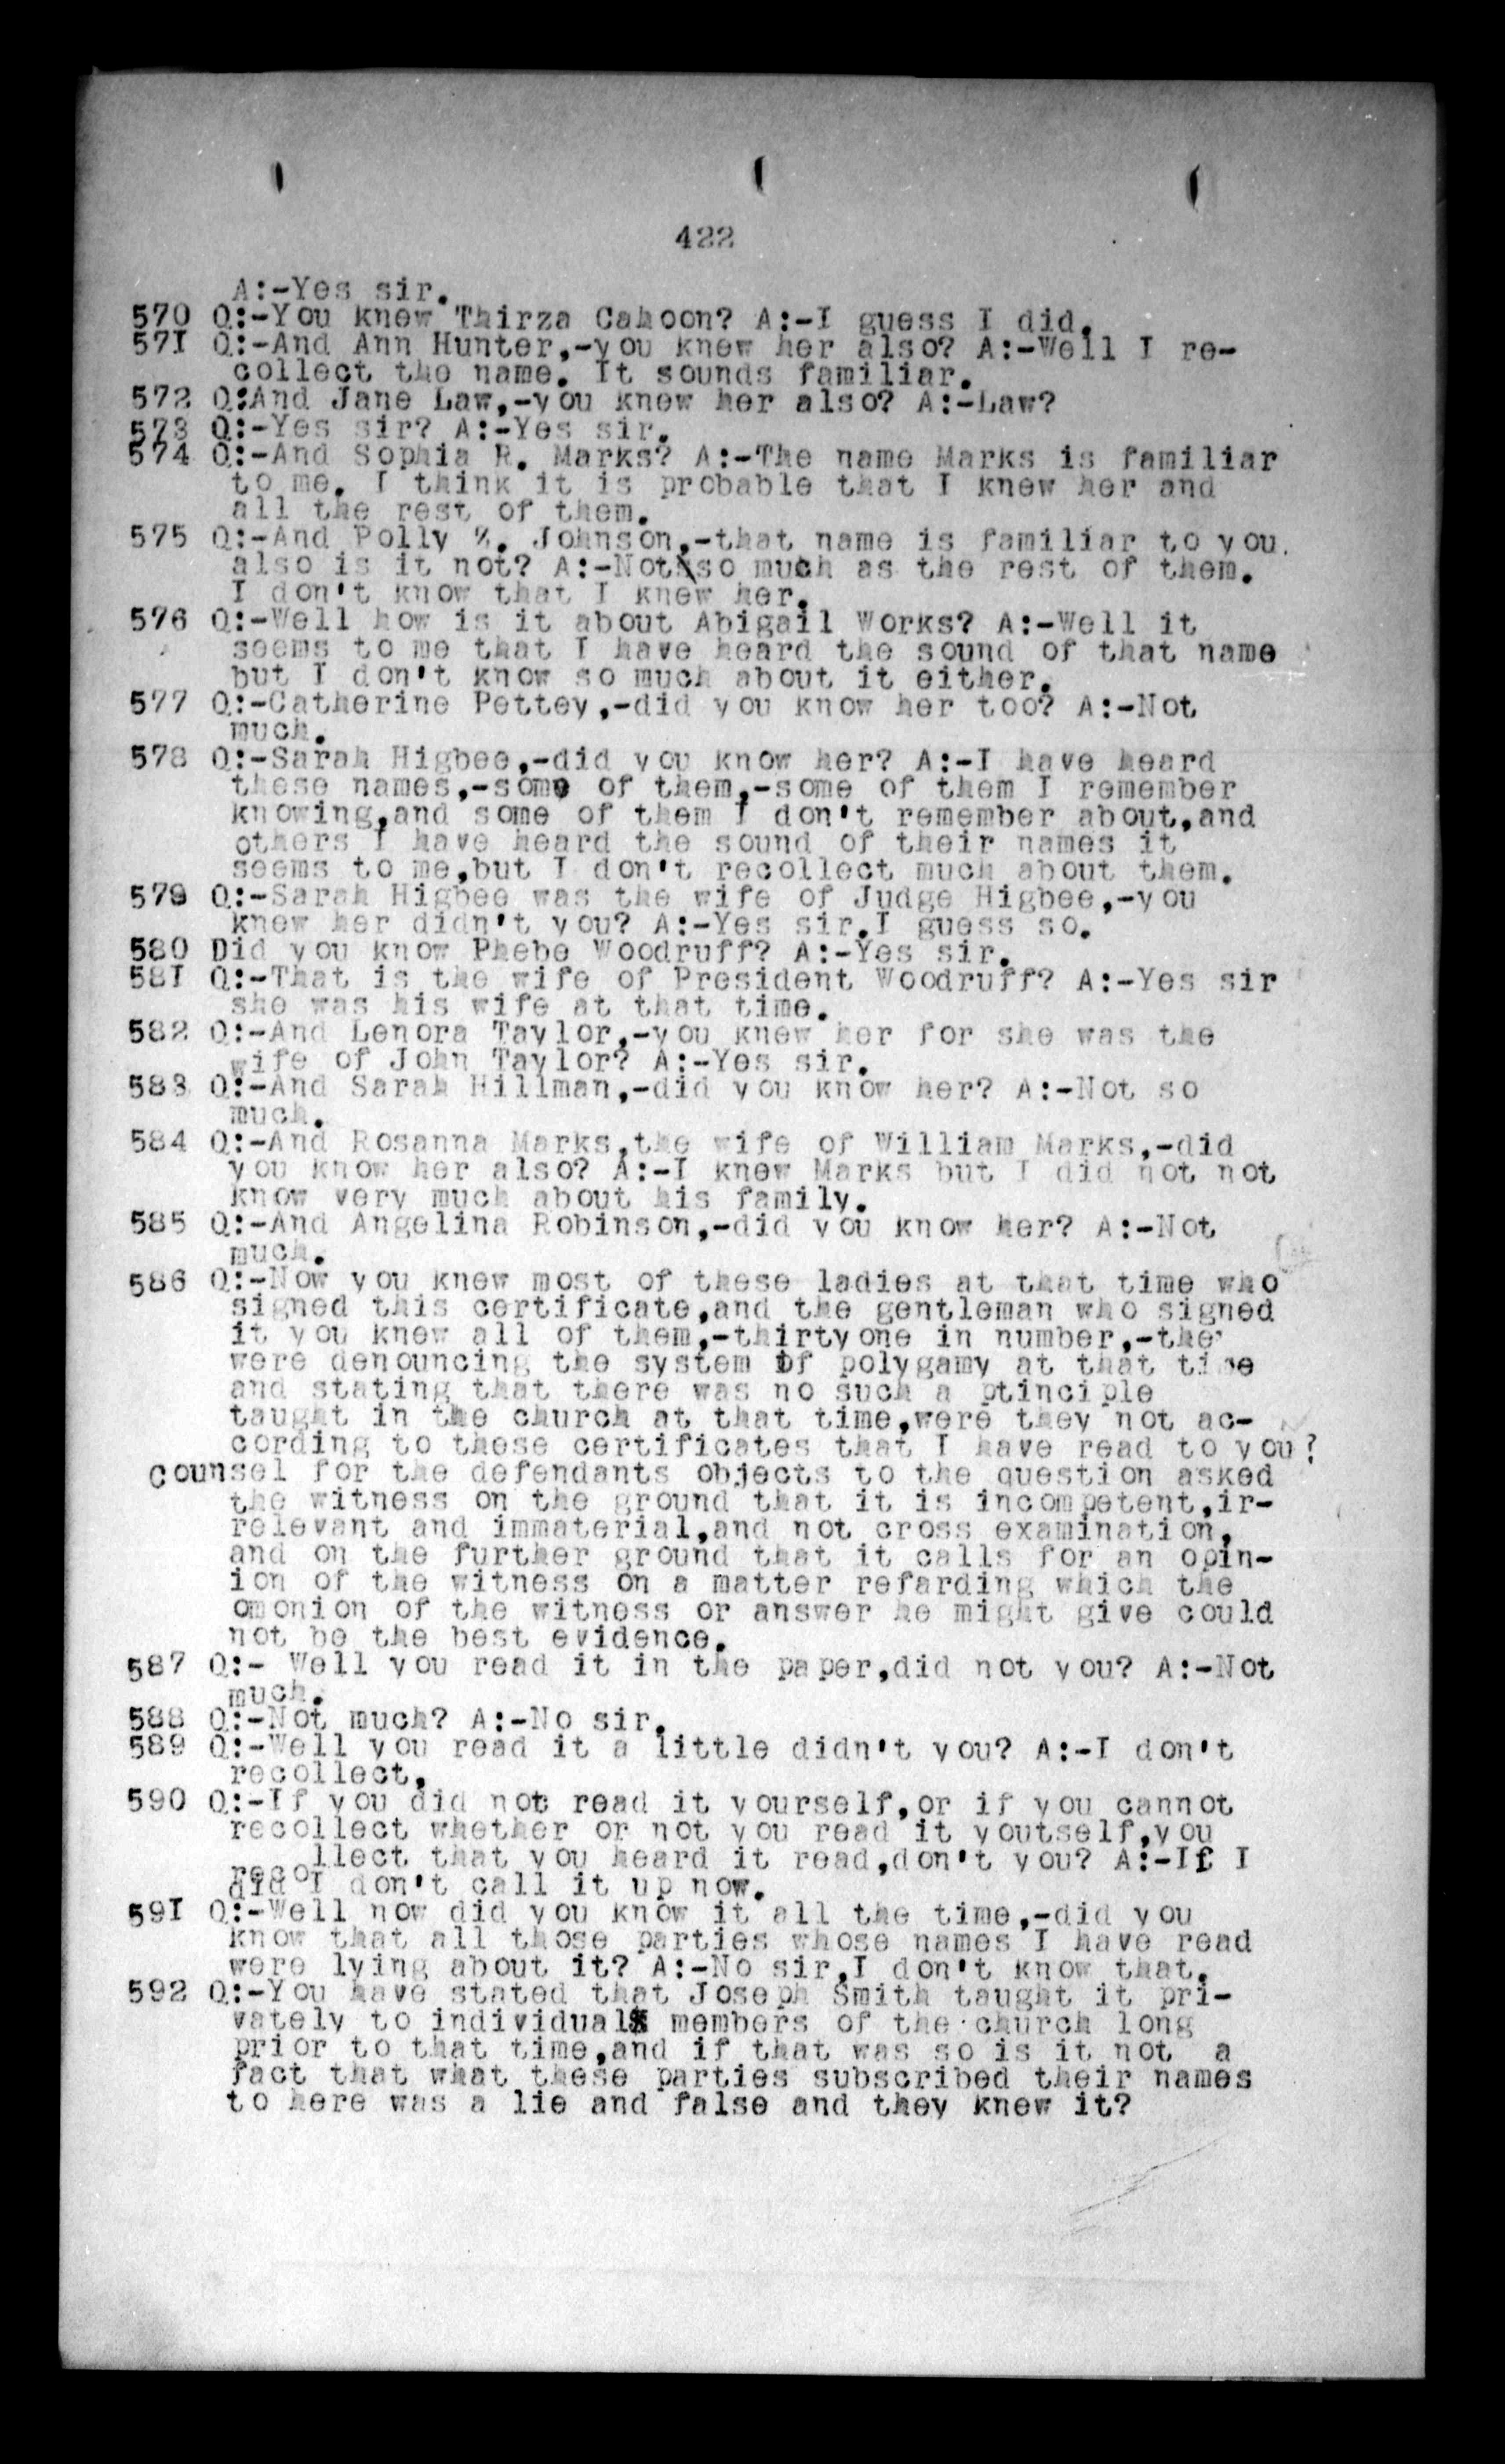 422
A:-Yes sir.
570 Q:-You knew Thirza Cahoon? A:-I guess I did.
571 Q:-And Ann Hunter,-you knew her also? A:-Well I re-
collect the name. It sounds familiar.
572 Q:And Jane Law,-you knew her also? A:-Law?
573 Q:-Yes sir? A:-Yes sir.
574 Q:-And Sophia R. Marks? A:-The name Marks is familiar
to me. I think it is probable that I knew her and
all the rest of them.
575 Q:-And Polly Z. Johnson,-that name is familiar to you.
also is it not? A:-Not so much as the rest of them.
I don't know that I knew her.
576 Q:-Well how is it about Abigail Works? A:-Well it
seems to me that I have heard the sound of that name
but I don't know so much about it either.
577 Q:-Catherine Pettey,-did you know her too? A:-Not
much.
578 Q:-Sarah Higbee,-did you know her? A:-I have heard
these names,-some of them,-some of them I remember
knowing,and some of them I don't remember about,and
others I have heard the sound of their names it
seems to me,but I don't recollect much about them.
579 Q:-Sarah Higbee was the wife of Judge Higbee,-you
knew her didn't you? A:-Yes sir,I guess so.
580 Did you know Phebe Woodruff? A:-Yes sir.
581 Q:-That is the wife of President Woodruff? A:-Yes sir
she was his wife at that time.
582 Q:-And Lenora Taylor,-you knew her for she was the
wife of John Taylor? A:-Yes sir.
583 Q:-And Sarah Hillman,-did you know her? A:-Not so
much.
584 Q:-And Rosanna Marks,the wife of William Marks,-did
you know her also? A:-I knew Marks but I did not not
know very much about his family.
585 Q:-And Angelina Robinson,-did you know her? A:-Not
much.
586 Q:-Now you knew most of these ladies at that time who
signed this certificate,and the gentleman who signed
it you knew all of them,-thirtyone in number,-the
were denouncing the system of polygamy at that time
and stating that there was no such a ptinciple
taught in the church at that time,were they not ac-
cording to these certificates that I have read to you?
Counsel for the defendants objects to the question asked
the witness on the ground that it is incompetent,ir-
relevant and immaterial,and not cross examination,
and on the further ground that it calls for an opin-
ion of the witness on a matter refarding which the
omonion of the witness or answer he might give could
not be the best evidence.
587 Q:- Well you read it in the paper,did not you? A:-Not
much.
588 Q:-Not much? A:-No sir.
589 Q:-Well you read it a little didn't you? A:-I don't
recollect.
590 Q:-If you did not read it yourself,or if you cannot
recollect whether or not you read it youtself,you
recollect that you heard it read,don't you? A:-If I
did I don't call it up now.
591 Q:-Well now did you know it all the time,-did you
know that all those parties whose names I have read
were lying about it? A:-No sir,I don't know that.
592 Q:-You have stated that Joseph Smith taught it pri-
vately to individual members of the church long
prior to that time,and if that was so is it not a
fact that what these parties subscribed their names
to here was a lie and false and they knew it?